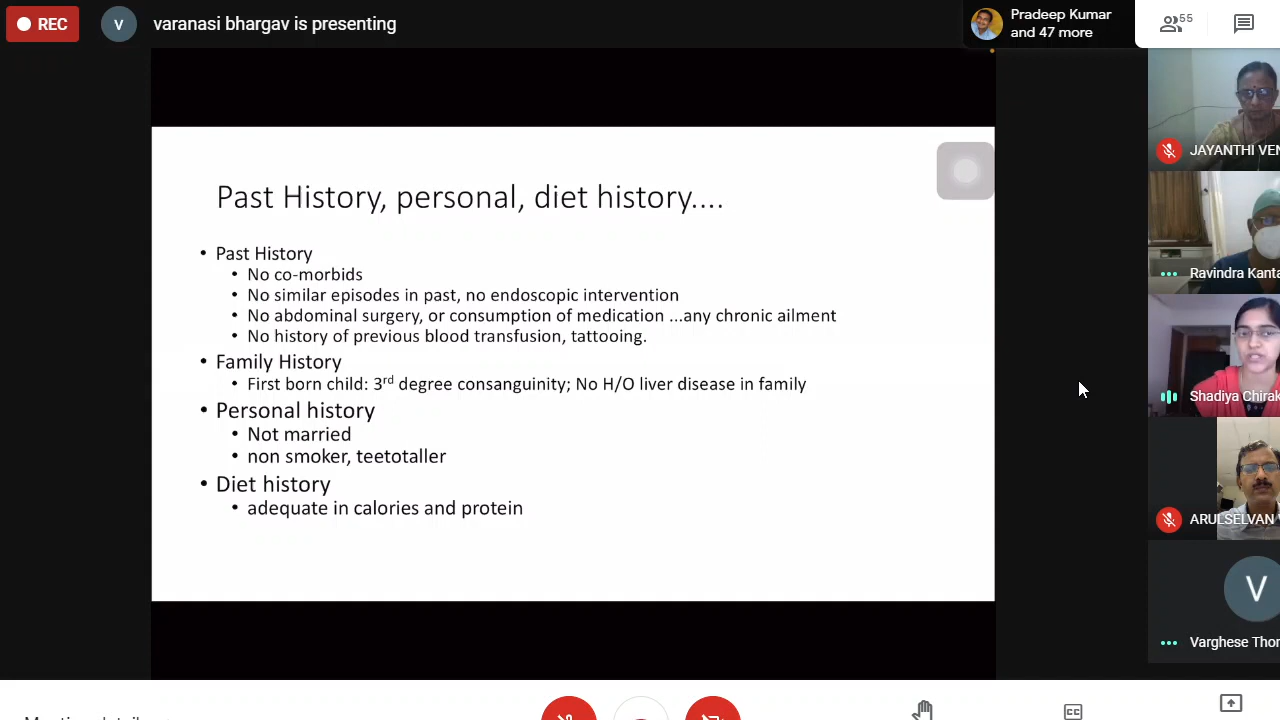 REC
V
varanasi bhargav is presenting
Pradeep Kumar
and 47 more
55
JAYANTHI VEN
Past History, personal, diet history....
• Past History
• No co-morbids
• No similar episodes in past, no endoscopic intervention
• No abdominal surgery, or consumption of medication ...any chronic ailment
• No history of previous blood transfusion, tattooing.
• Family History
• First born child: 3rd degree consanguinity; No H/O liver disease in family
• Personal history
• Not married
• non smoker, teetotaller
• Diet history
• adequate in calories and protein
Ravindra Kanta
Shadiya Chirak
ARULSELVAN V
V
Varghese Thor
CC